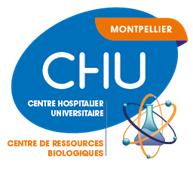 MONTPELLIER
CHU
CENTRE HOSPITALIER
UNIVERSITAIRE
CENTRE DE RESSOURCES
BIOLOGIQUES